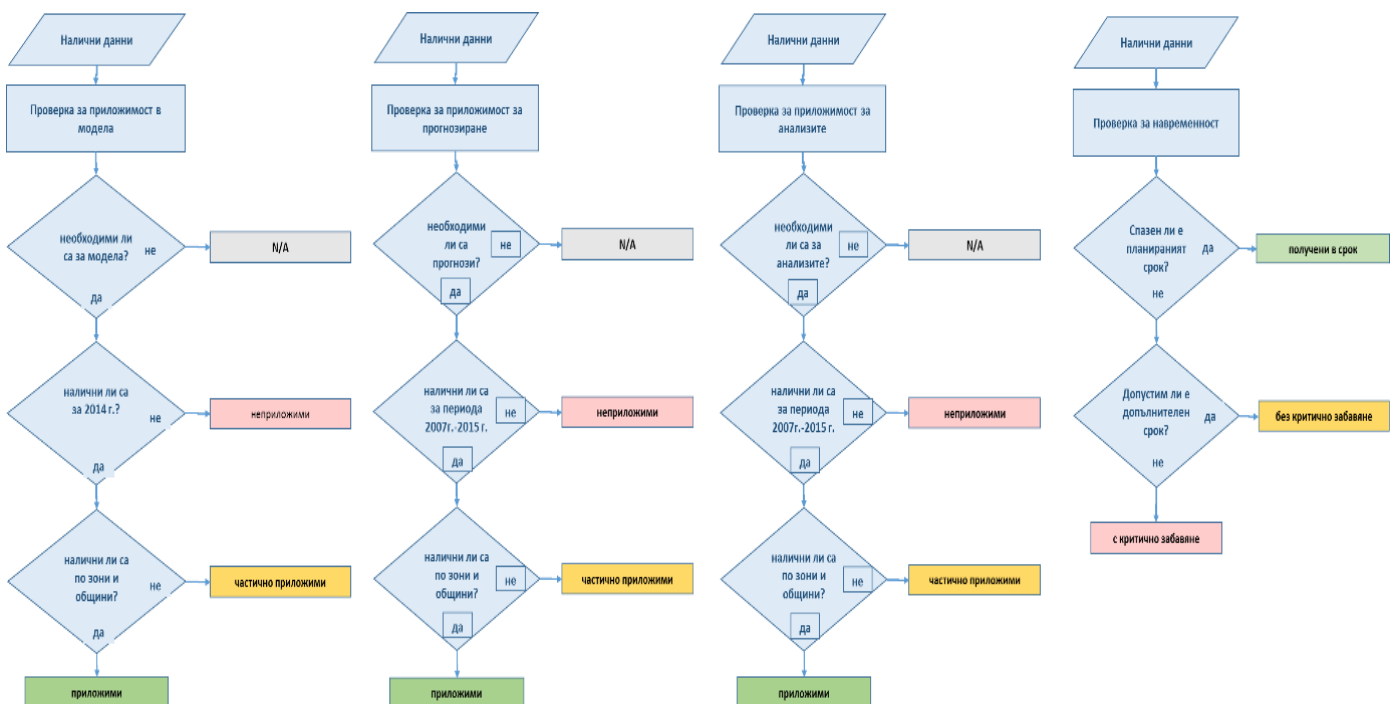 Налични данни
Проверка за приложимост в
модела
необходими ли
са за модела?
не
N/A
да
налични ли са
за 2014 г.?
не
неприложими
да
налични ли са
по зони и
общини?
не
частично приложими
да
приложими
Налични данни
Проверка за приложимост за
прогнозиране
необходими
ли са
прогнози?
не
N/A
да
налични ли са
за периода
2007г.-2015 г.
не
неприложими
да
налични ли са
по зони и
общини?
не
частично приложими
да
приложими
Налични данни
Проверка за приложимост за
анализите
необходими
ли са за
анализите?
не
N/A
да
налични ли са
за периода
2007г.-2015 г.
не
неприложими
да
налични ли са
по зони и
общини?
не
частично приложими
да
приложими
Налични данни
Проверка за навременност
Спазен ли е
планираният
срок?
да
получени в срок
не
Допустим ли е
допълнителен
срок?
да
без критично забавяне
не
с критично забавяне